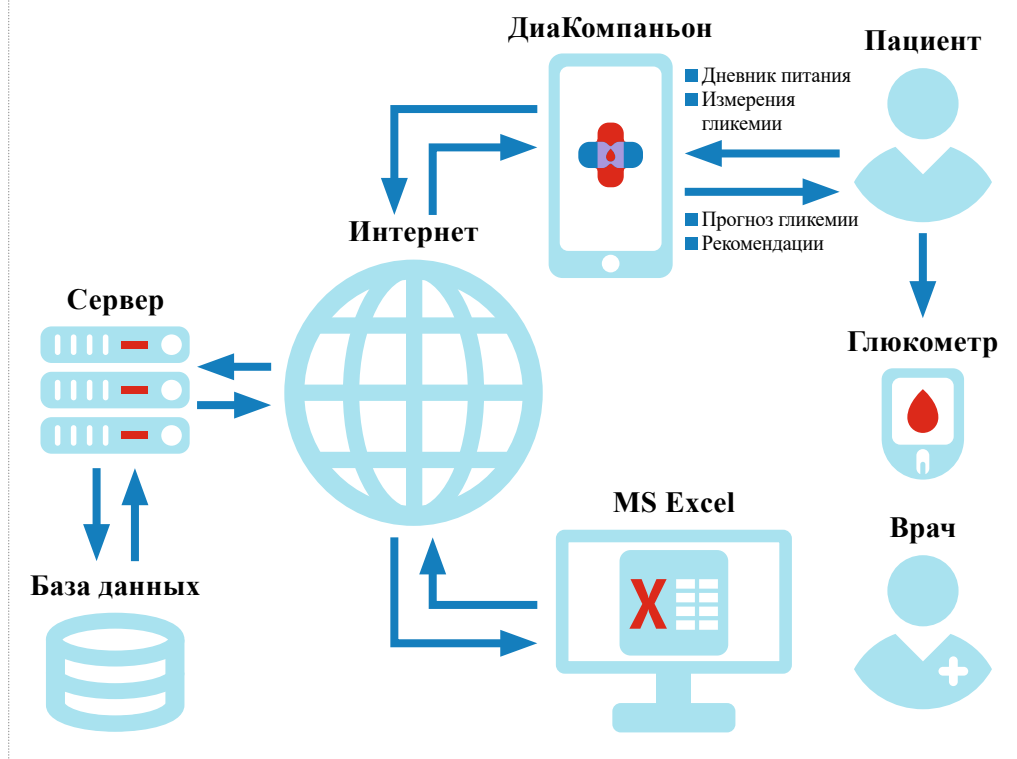 ДиаКомпаньон
Пациент
Дневник питания
Измерения
гликемии
Прогноз гликемии
Рекомендации
Интернет
Сервер
Глюкометр
MS Excel
X
Врач
База данных